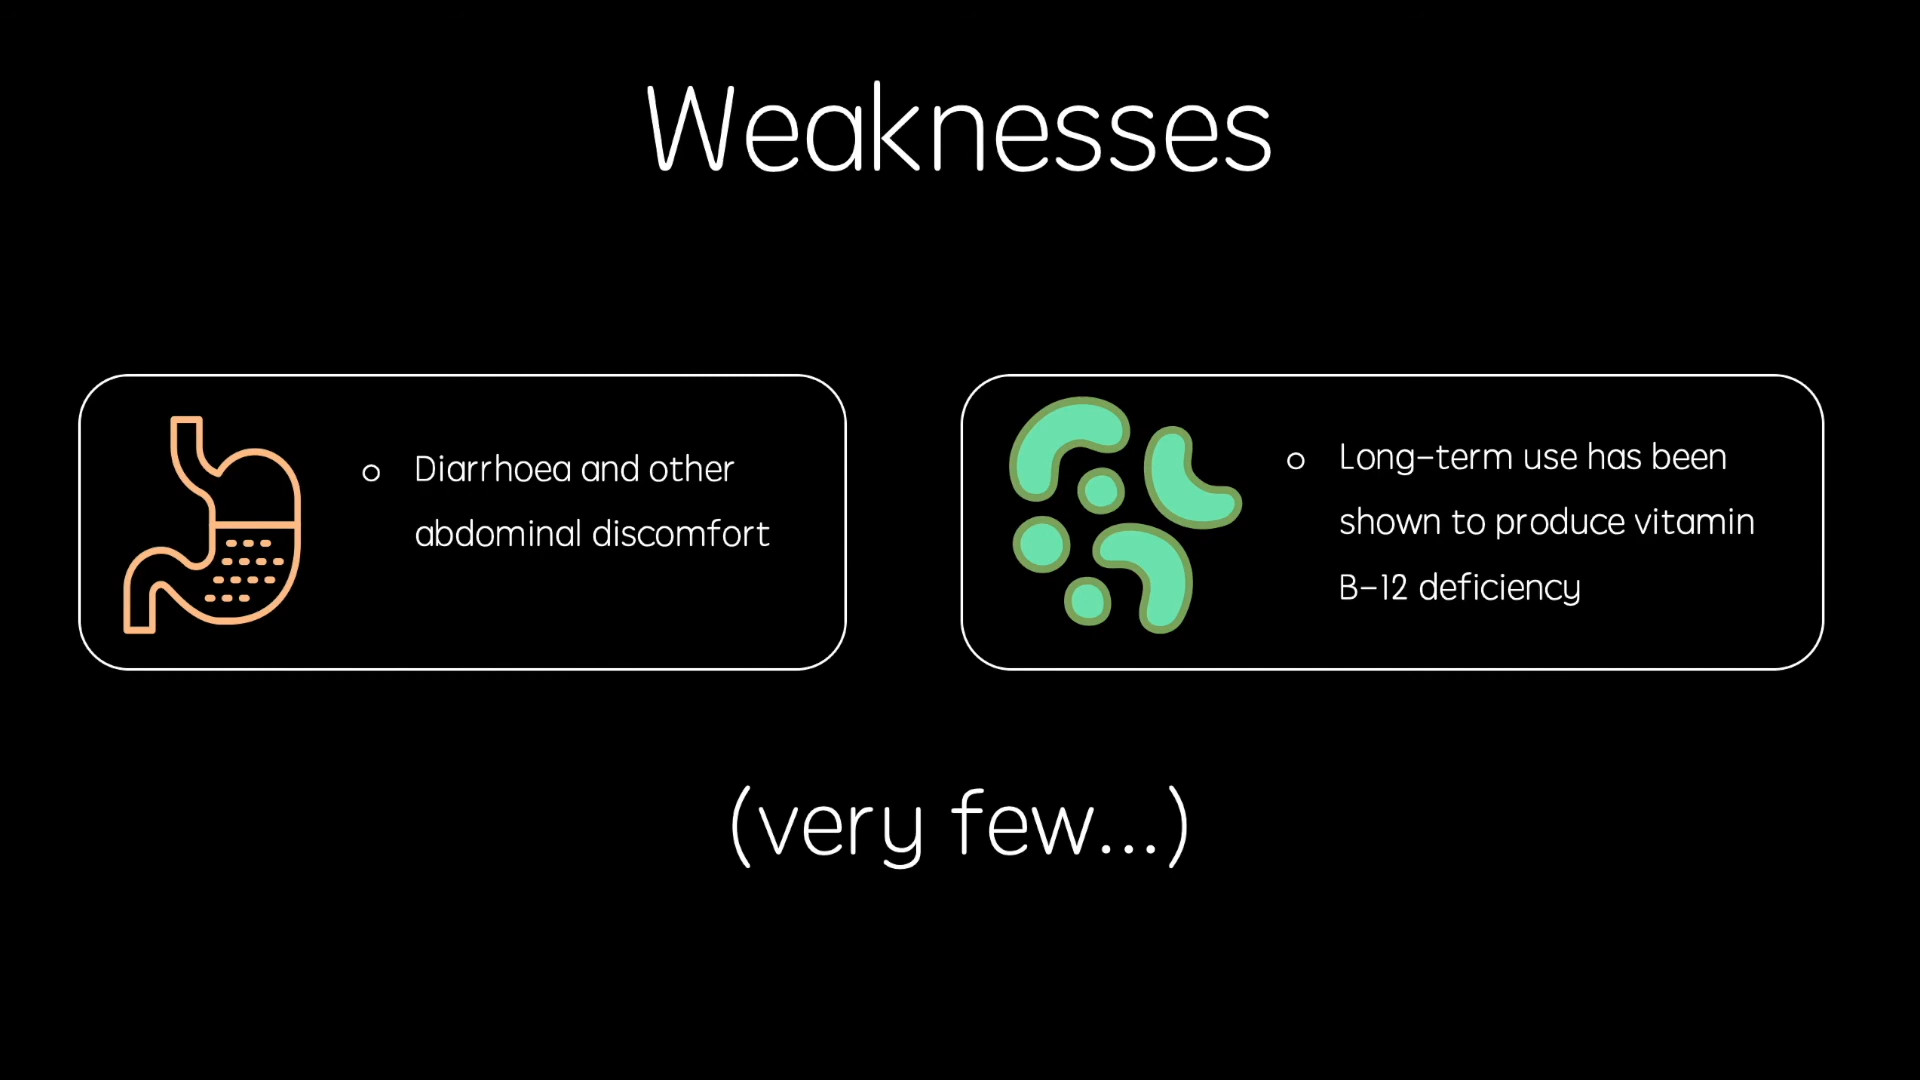 Weaknesses
○ Diarrhoea and other
abdominal discomfort
○ Long-term use has been
shown to produce vitamin
B-12 deficiency
(very few...)